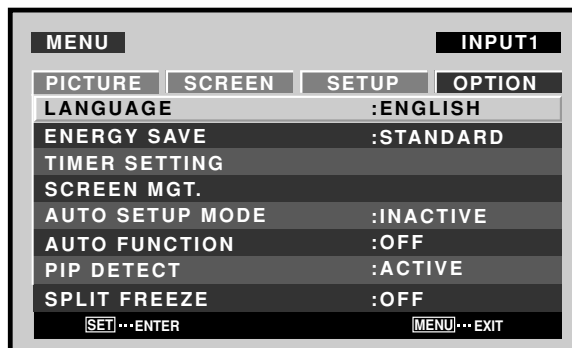 MENU INPUT1
PICTURE SCREEN SETUP OPTION
LANGUAGE :ENGLISH
ENERGY SAVE :STANDARD
TIMER SETTING
SCREEN MGT.
AUTO SETUP MODE :INACTIVE
AUTO FUNCTION :OFF
PIP DETECT :ACTIVE
SPLIT FREEZE :OFF
SET···ENTER MENU···EXIT